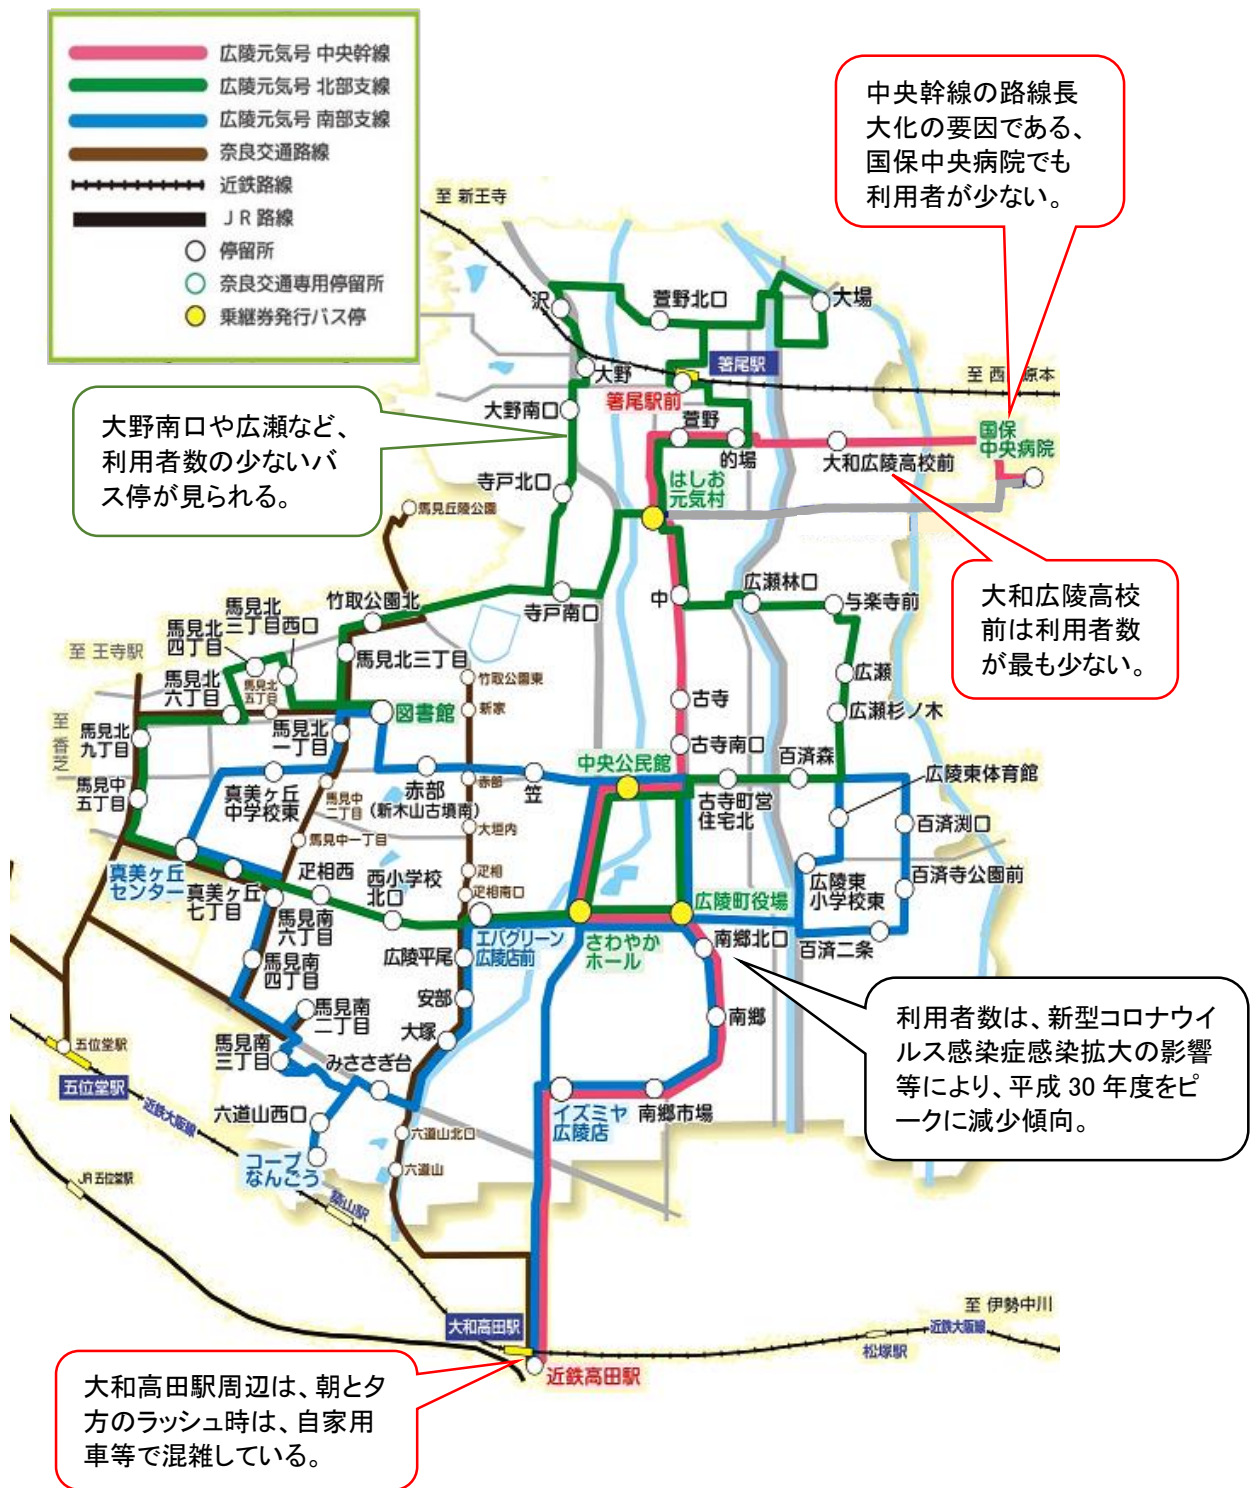 広陵元気号 中央幹線
広陵元気号 北部支線
広陵元気号 南部支線
奈良交通路線
近鉄路線
ＪＲ路線
停留所
奈良交通専用停留所
乗継券発行バス停
中央幹線の路線長
大化の要因である、
国保中央病院でも
利用者が少ない。
至 新王寺
沢
萱野北口
大場
箸尾駅
大野
至 西
原本
箸尾駅前
大野南口
大野南口や広瀬など、
利用者数の少ないバ
ス停が見られる。
萱野
的場
大和広陵高校前
国保
中央病院
はしお
元気村
寺戸北口
馬見丘陵公園
大和広陵高校
前は利用者数
が最も少ない。
広瀬林口
中
与楽寺前
寺戸南口
竹取公園北
馬見北
三丁目西口
馬見北
四丁目
至 王寺駅
馬見北三丁目
馬見北
六丁目
馬見北
五丁目
竹取公園東
広瀬
古寺
新家
図書館
広瀬杉ノ木
至 香芝
馬見北
九丁目
馬見北
一丁目
古寺南口
百済森
中央公民館
広陵東体育館
馬見中
五丁目
真美ヶ丘
中学校東
馬見中
二丁目
赤部
(新木山古墳南)
赤部
笠
古寺町営
住宅北
百済渕口
馬見中一丁目
大垣内
真美ヶ丘
センター
真美ヶ丘
七丁目
疋相西
西小学校
北口
疋相
疋相南口
広陵東
小学校東
百済寺公園前
広陵町役場
馬見南
六丁目
エバグリーン
広陵店前
さわやか
ホール
南郷北口
百済二条
広陵平尾
馬見南
四丁目
安部
馬見南
二丁目
大塚
南郷
利用者数は、新型コロナウイ
ルス感染症感染拡大の影響
等により、平成 30 年度をピ
ークに減少傾向。
馬見南
三丁目
みささぎ台
五位堂駅
五位堂駅
近鉄大阪線
六道山西口
イズミヤ
広陵店
南郷市場
六道山北口
コープ
なんごう
六道山
JR 五位堂駅
築山駅
至 伊勢中川
大和高田駅
近鉄大阪線
松塚駅
近鉄高田駅
大和高田駅周辺は、朝と夕
方のラッシュ時は、自家用
車等で混雑している。